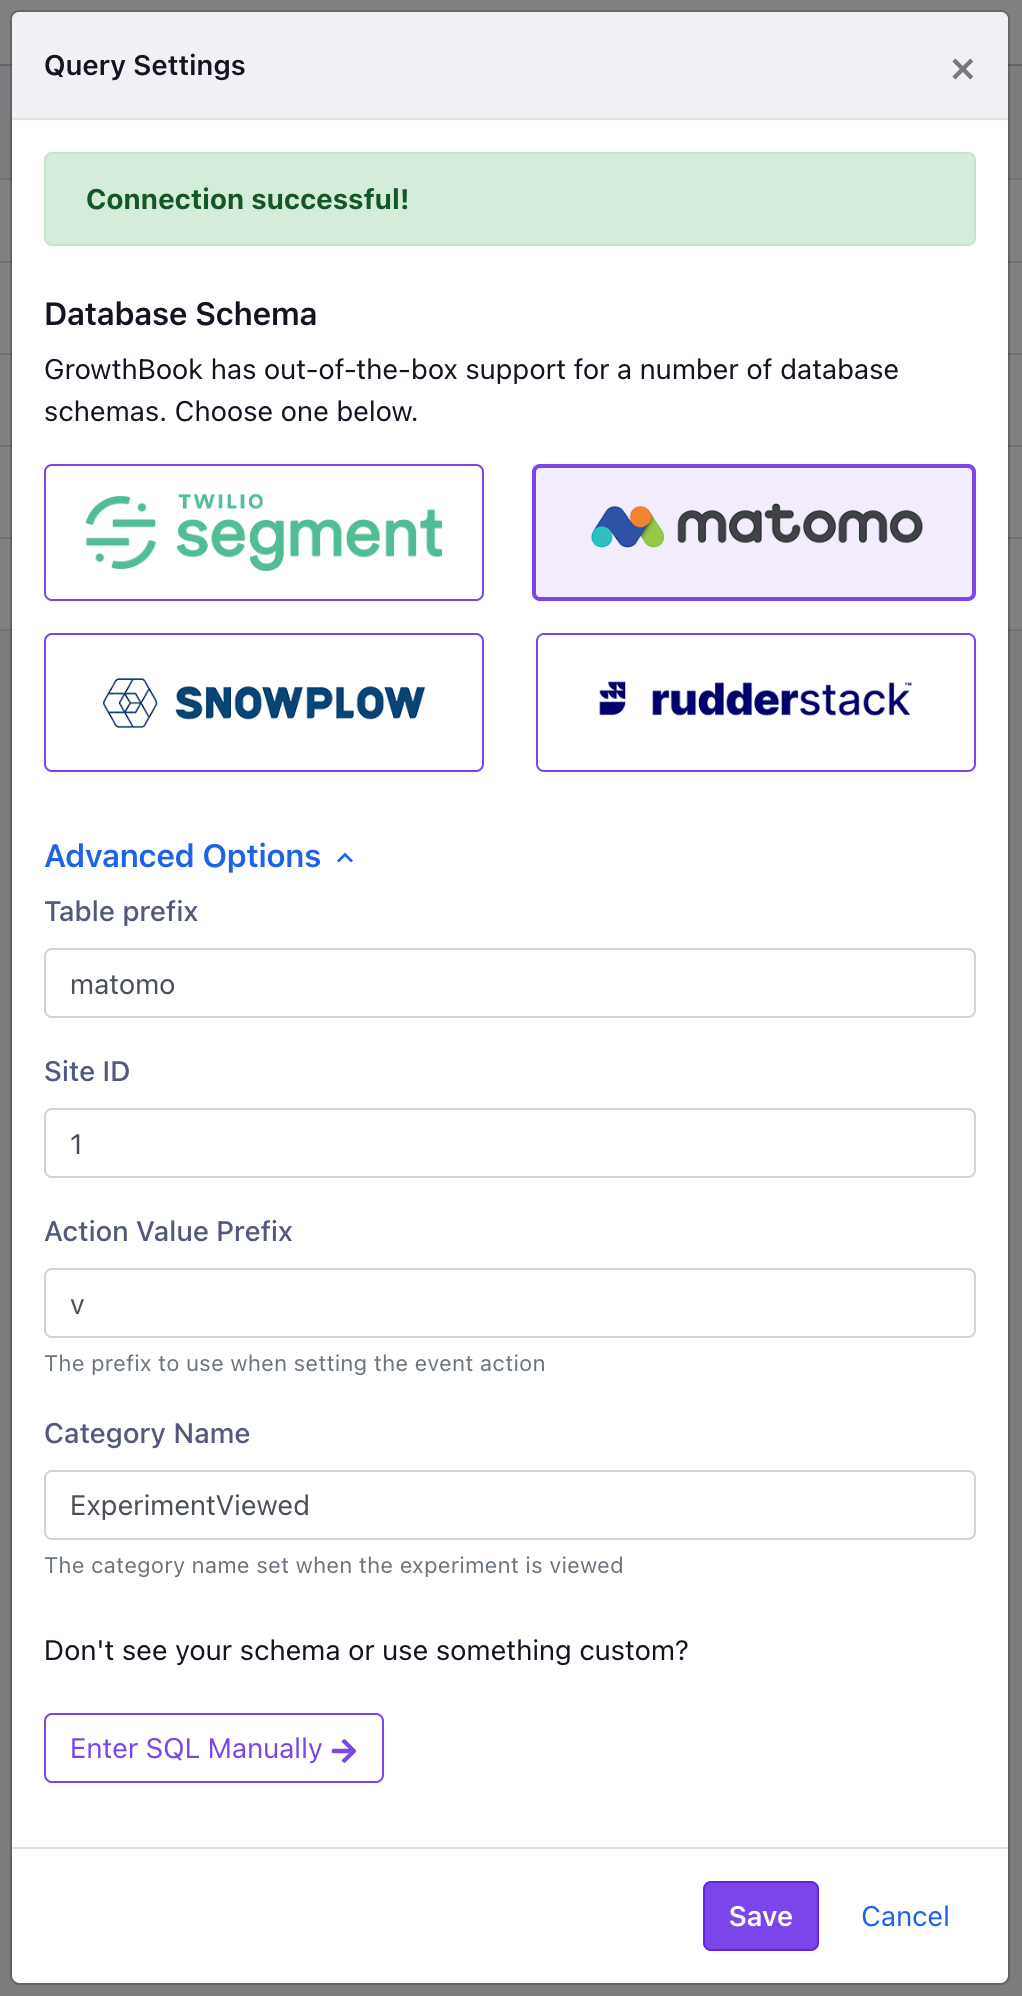 Query Settings
×
Connection successful!
Database Schema
GrowthBook has out-of-the-box support for a number of database
schemas. Choose one below.
TWILIO
segment
matomo
SNOWPLOW
rudderstack™
Advanced Options
Table prefix
matomo
Site ID
1
Action Value Prefix
v
The prefix to use when setting the event action
Category Name
ExperimentViewed
The category name set when the experiment is viewed
Don't see your schema or use something custom?
Enter SQL Manually →
Save
Cancel